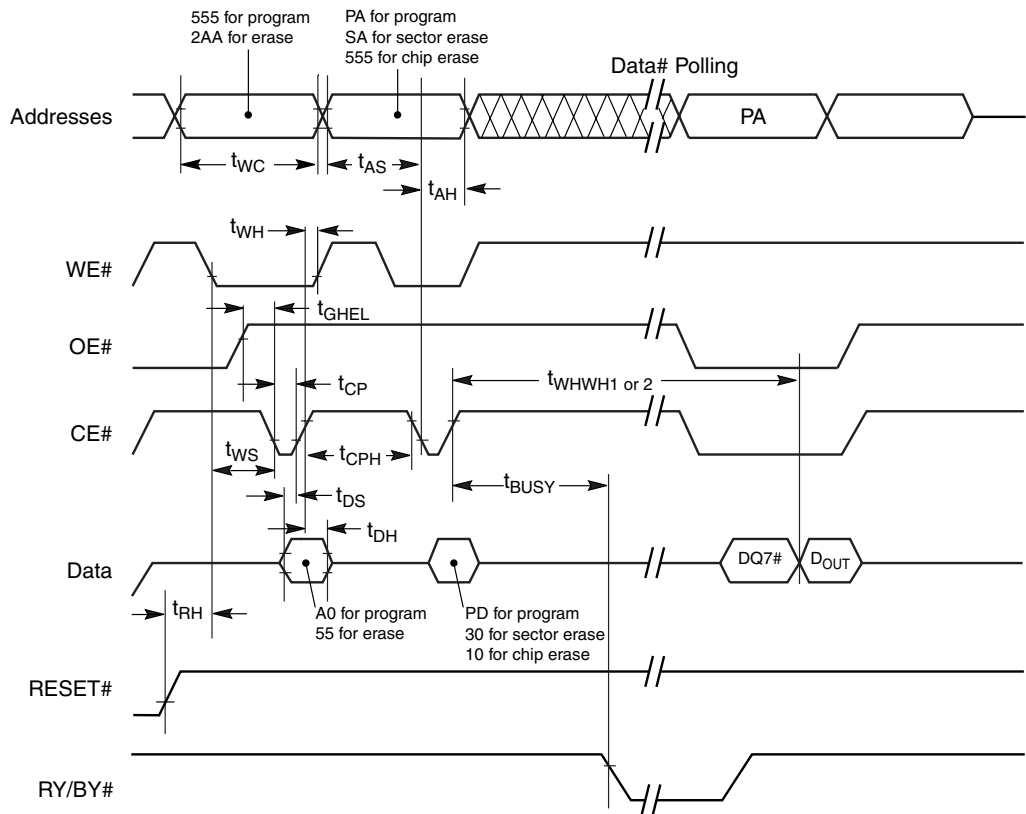 555 for program
2AA for erase
PA for program
SA for sector erase
555 for chip erase
Data# Polling
Addresses
PA
tWC
tAS
tAH
tWH
WE#
tGHEL
OE#
tCP
tWHWH1 or 2
CE#
tWS
tCPH
tBUSY
tDS
tDH
Data
DQ7#
DOUT
tRH
A0 for program
55 for erase
PD for program
30 for sector erase
10 for chip erase
RESET#
RY/BY#